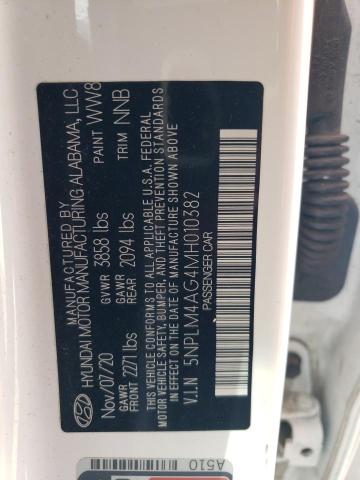 MANUFACTURED BY
HYUNDAI MOTOR MANUFACTURING ALABAMA, LLC
Nov/07/20 GVWR 3858 lbs PAINT WW8
GAWR FRONT 2271 lbs GAWR REAR 2094 lbs TRIM NNB
THIS VEHICLE CONFORMS TO ALL APPLICABLE U.S.A. FEDERAL
MOTOR VEHICLE SAFETY, BUMPER, AND THEFT PREVENTION STANDARDS
IN EFFECT ON THE DATE OF MANUFACTURE SHOWN ABOVE.
V.I.N 5NPLM4AG4MH010382
PASSENGER CAR
A510